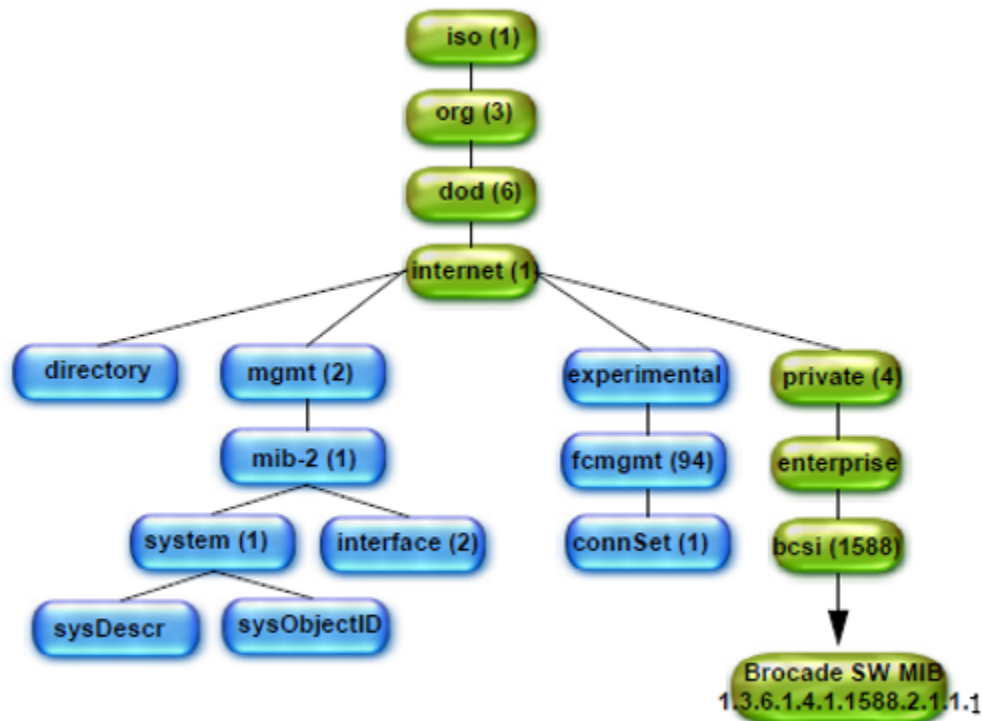 iso (1)
org (3)
dod (6)
internet (1)
directory
mgmt (2)
experimental
private (4)
mib-2 (1)
fcmgmt (94)
enterprise
system (1)
interface (2)
connSet (1)
bcsi (1588)
sysDescr
sysObjectID
Brocade SW MIB
1.3.6.1.4.1.1588.2.1.1.1